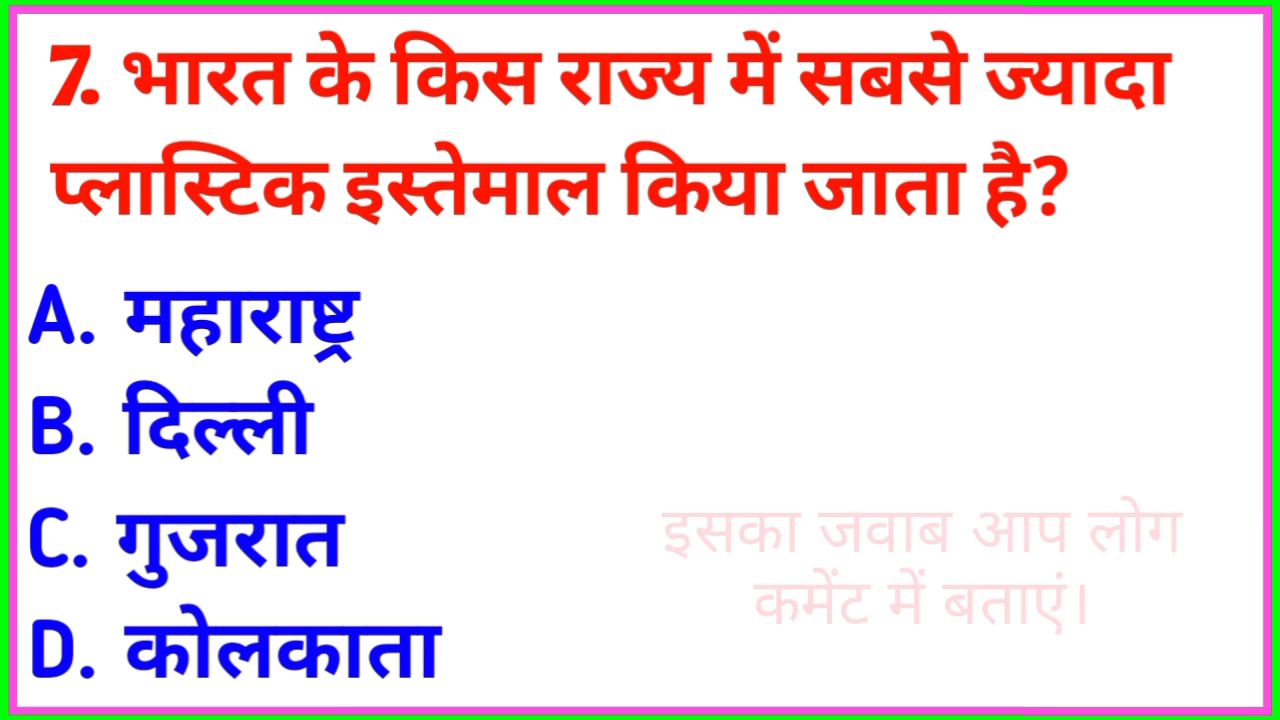 7. भारत के किस राज्य में सबसे ज्यादा
प्लास्टिक इस्तेमाल किया जाता है?
A. महाराष्ट्र
B. दिल्ली
C. गुजरात
D. कोलकाता
इसका जवाब आप लोग
कमेंट में बताएं।